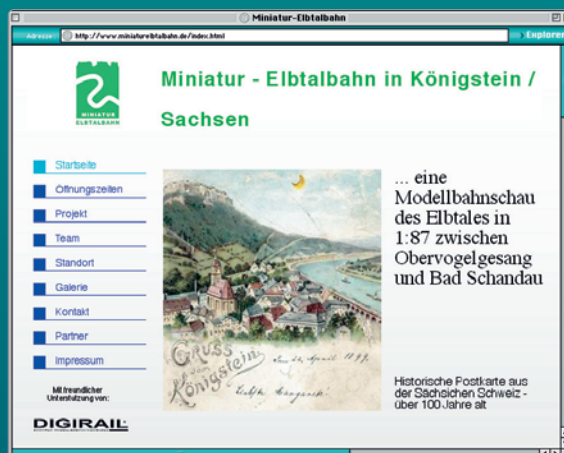 Miniatur-Elbtalbahn
Adresse: http://www.miniaturelbtalbahn.de/index.html
Explorer
MINIATUR
ELBTALBAHN
Miniatur - Elbtalbahn in Königstein /
Sachsen
Startseite
Öffnungszeiten
Projekt
Team
Standort
Galerie
Kontakt
Partner
Impressum
Mit freundlicher
Unterstützung von:
DIGIRAIL
Gruss
vom
Königstein
... eine
Modellbahnschau
des Elbtales in
1:87 zwischen
Obervogelgesang
und Bad Schandau
Historische Postkarte aus
der Sächsichen Schweiz -
über 100 Jahre alt